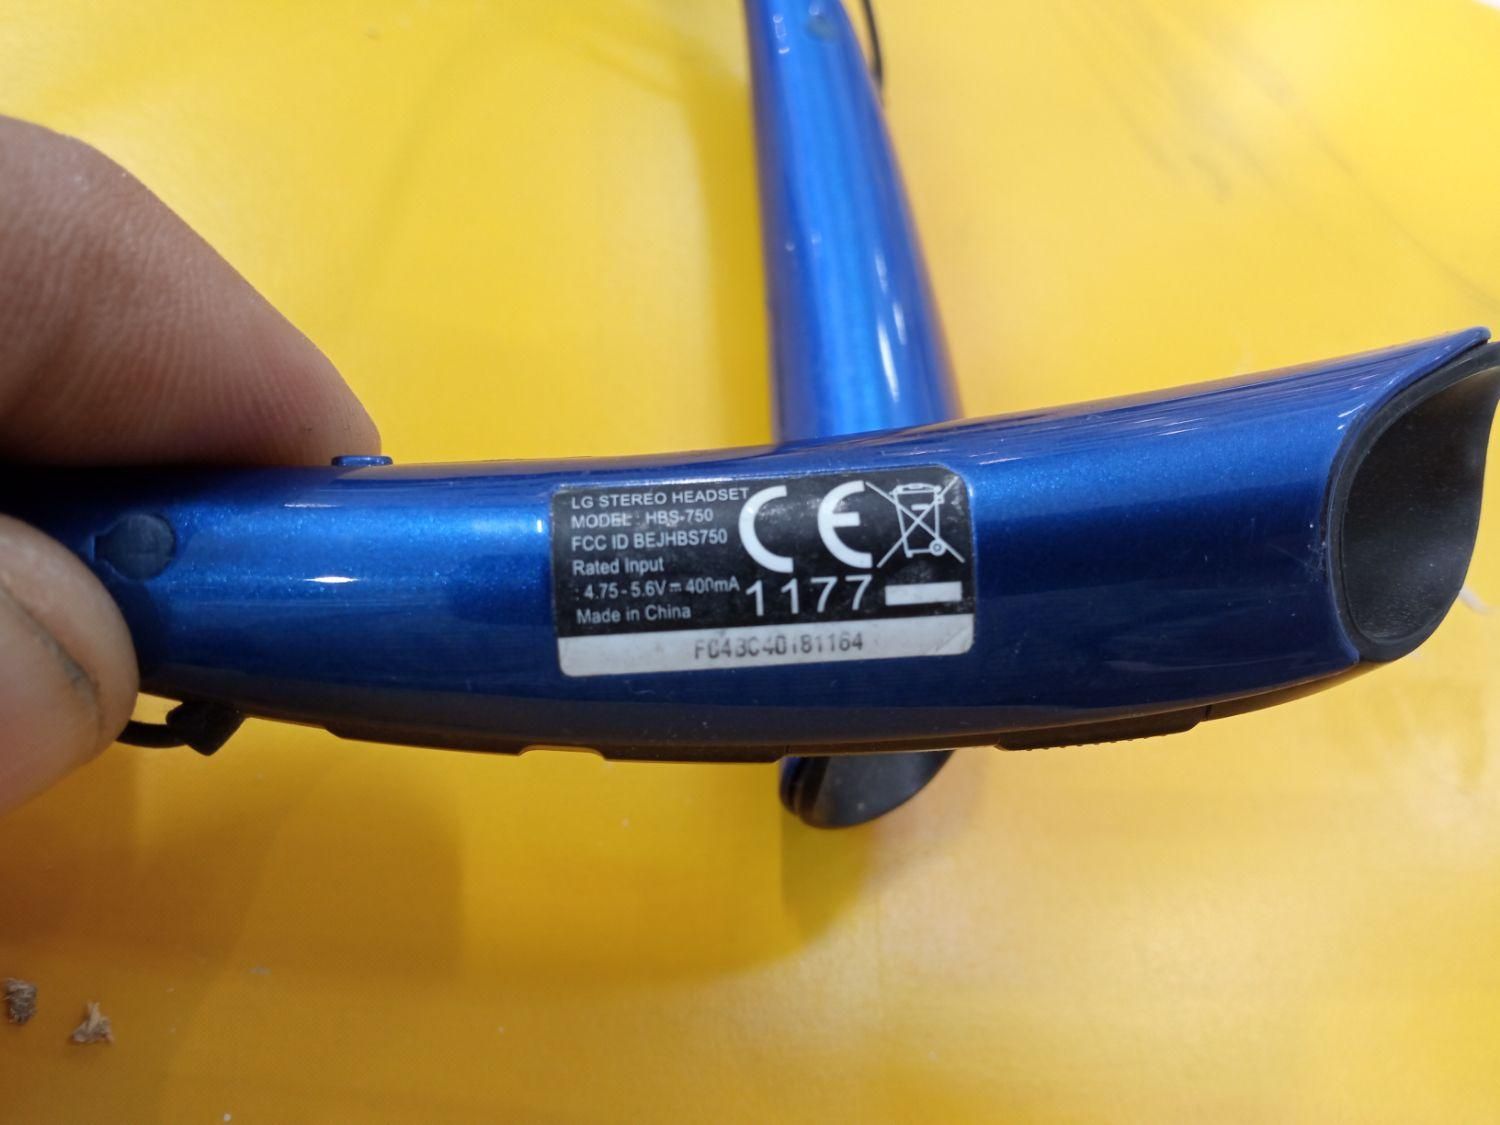 LG STEREO HEADSET
MODEL : HBS-750
FCC ID BEJHBS750
Rated Input
: 4.75 - 5.6V⎓400mA
Made in China
CE
1177